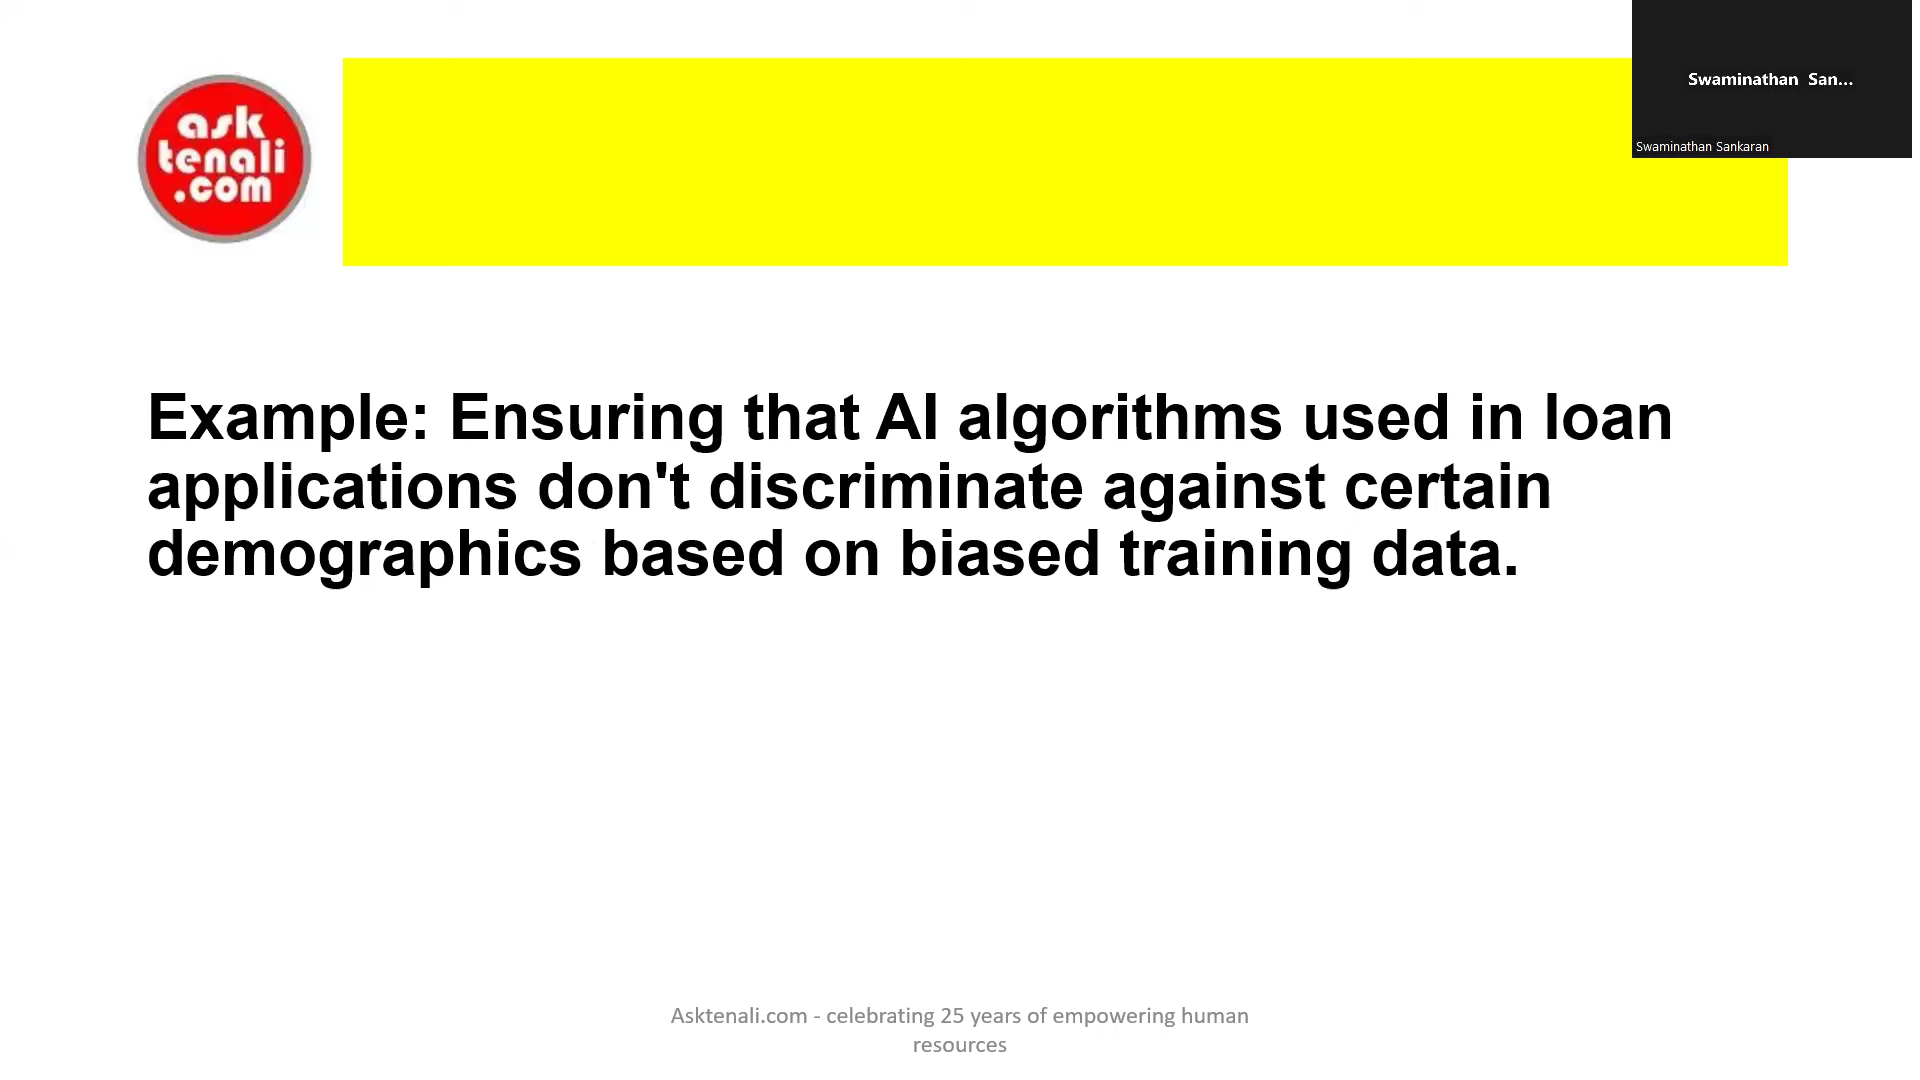 ask
tenali
.com
Swaminathan San...
Swaminathan Sankaran
Example: Ensuring that AI algorithms used in loan
applications don't discriminate against certain
demographics based on biased training data.
Asktenali.com - celebrating 25 years of empowering human
resources